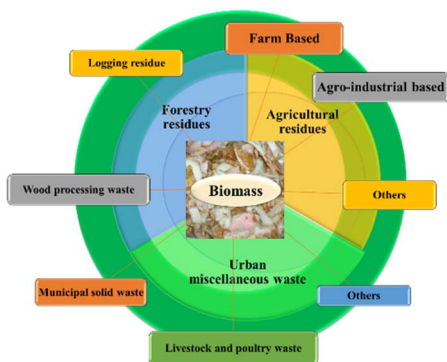 Farm Based
Logging residue
Agro-industrial based
Forestry
residues
Agricultural
residues
Biomass
Wood processing waste
Others
Urban
miscellaneous waste
Municipal solid waste
Others
Livestock and poultry waste